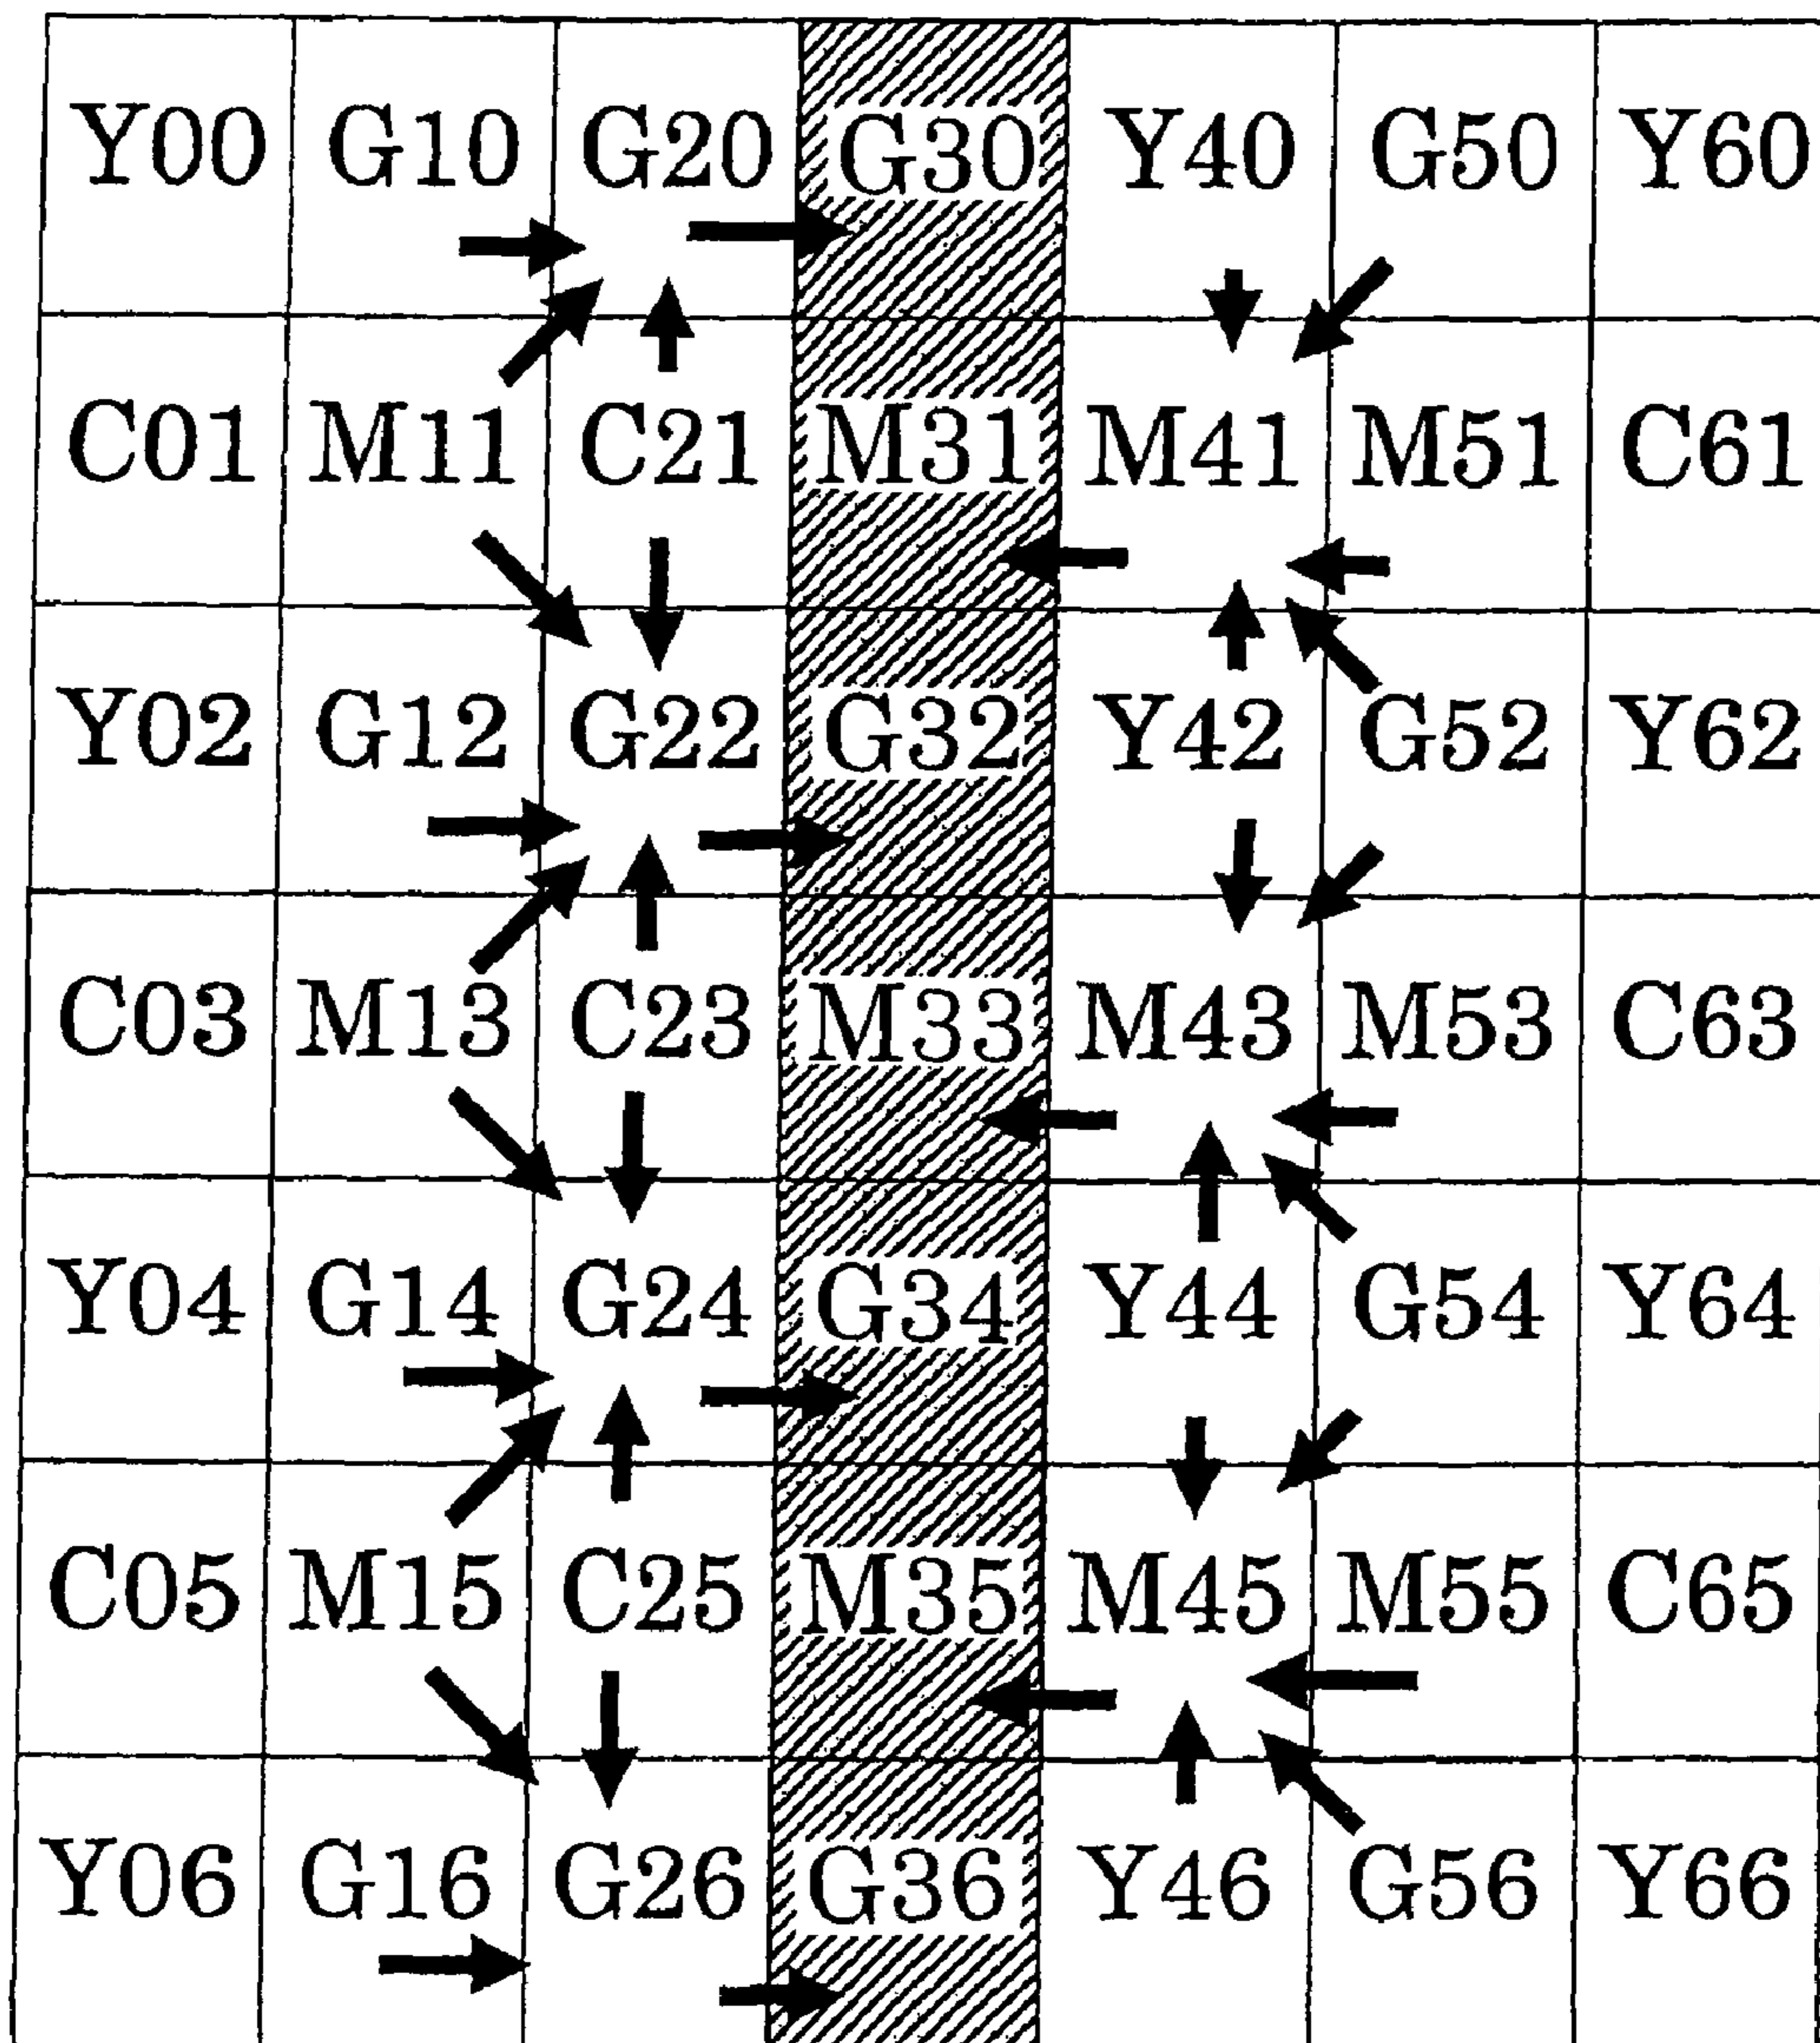 Y00 G10 G20 G30 Y40 G50 Y60
C01 M11 C21 M31 M41 M51 C61
Y02 G12 G22 G32 Y42 G52 Y62
C03 M13 C23 M33 M43 M53 C63
Y04 G14 G24 G34 Y44 G54 Y64
C05 M15 C25 M35 M45 M55 C65
Y06 G16 G26 G36 Y46 G56 Y66